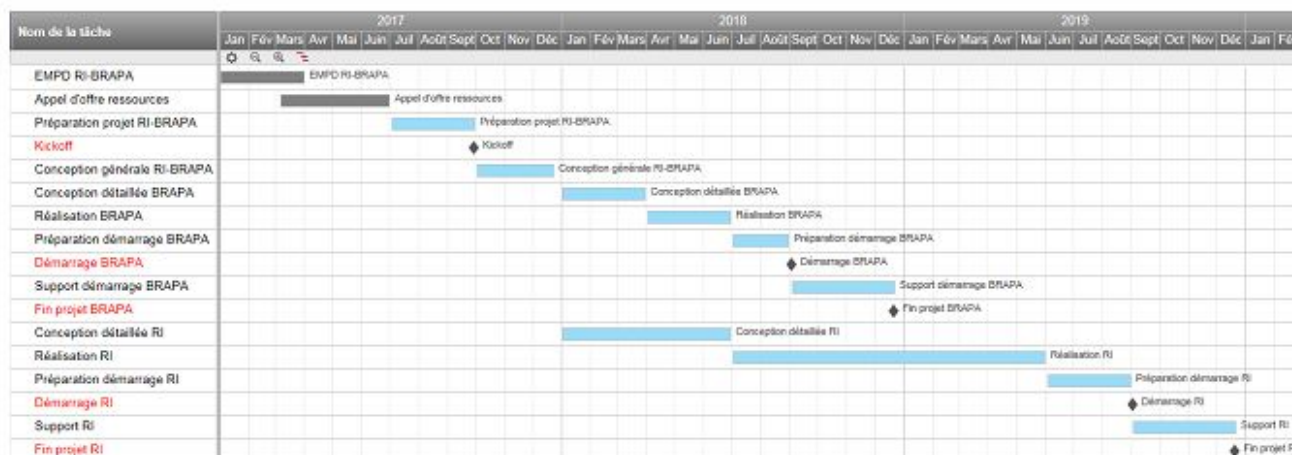 Nom de la tâche
2017 2018 2019
Jan Fév Mars Avr Mai Juin Juil Août Sept Oct Nov Déc Jan Fév Mars Avr Mai Juin Juil Août Sept Oct Nov Déc Jan Fév Mars Avr Mai Juin Juil Août Sept Oct Nov Déc Jan Fé
EMPD RI-BRAPA EMPD RI-BRAPA
Appel d'offre ressources Appel d'offre ressources
Préparation projet RI-BRAPA Préparation projet RI-BRAPA
Kickoff Kickoff
Conception générale RI-BRAPA Conception générale RI-BRAPA
Conception détaillée BRAPA Conception détaillée BRAPA
Réalisation BRAPA Réalisation BRAPA
Préparation démarrage BRAPA Préparation démarrage BRAPA
Démarrage BRAPA Démarrage BRAPA
Support démarrage BRAPA Support démarrage BRAPA
Fin projet BRAPA Fin projet BRAPA
Conception détaillée RI Conception détaillée RI
Réalisation RI Réalisation RI
Préparation démarrage RI Préparation démarrage RI
Démarrage RI Démarrage RI
Support RI Support RI
Fin projet RI Fin projet R